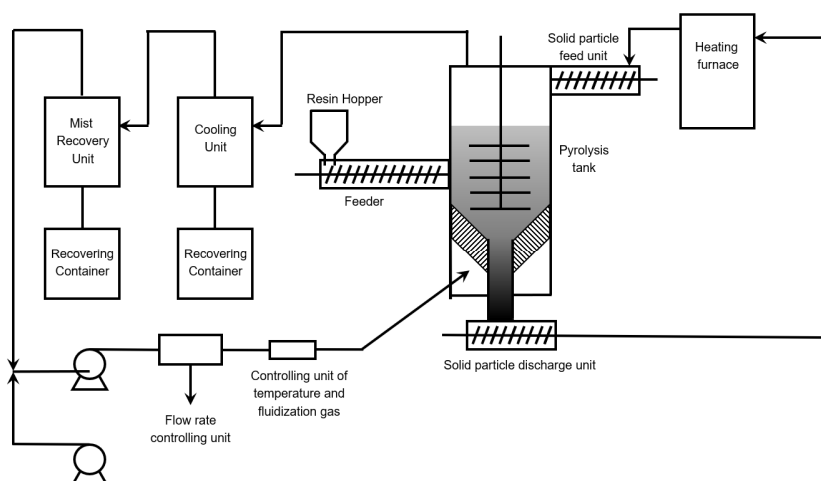 Solid particle
feed unit
Heating
furnace
Resin Hopper
Mist
Recovery
Unit
Cooling
Unit
Pyrolysis
tank
Feeder
Recovering
Container
Recovering
Container
Solid particle discharge unit
Controlling unit of
temperature and
fluidization gas
Flow rate
controlling unit